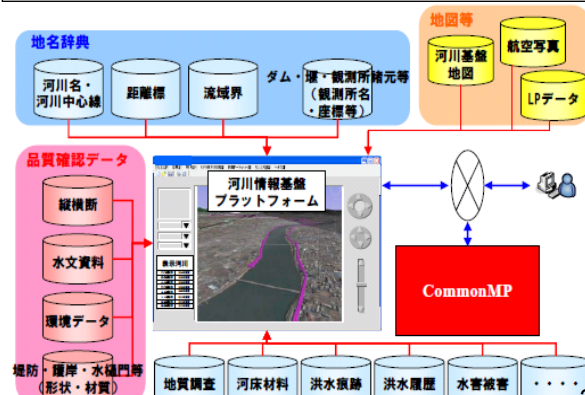 地名辞典
河川名・
河川中心線
距離標
流域界
ダム・堰・観測所諸元等
（観測所名
・座標等）
地図等
河川基盤
地図
航空写真
LPデータ
品質確認データ
縦横断
水文資料
環境データ
堤防・護岸・水樋門等
（形状・材質）
河川情報基盤
プラットフォーム
表示河川
CommonMP
地質調査
河床材料
洪水痕跡
洪水履歴
水害被害
・・・・